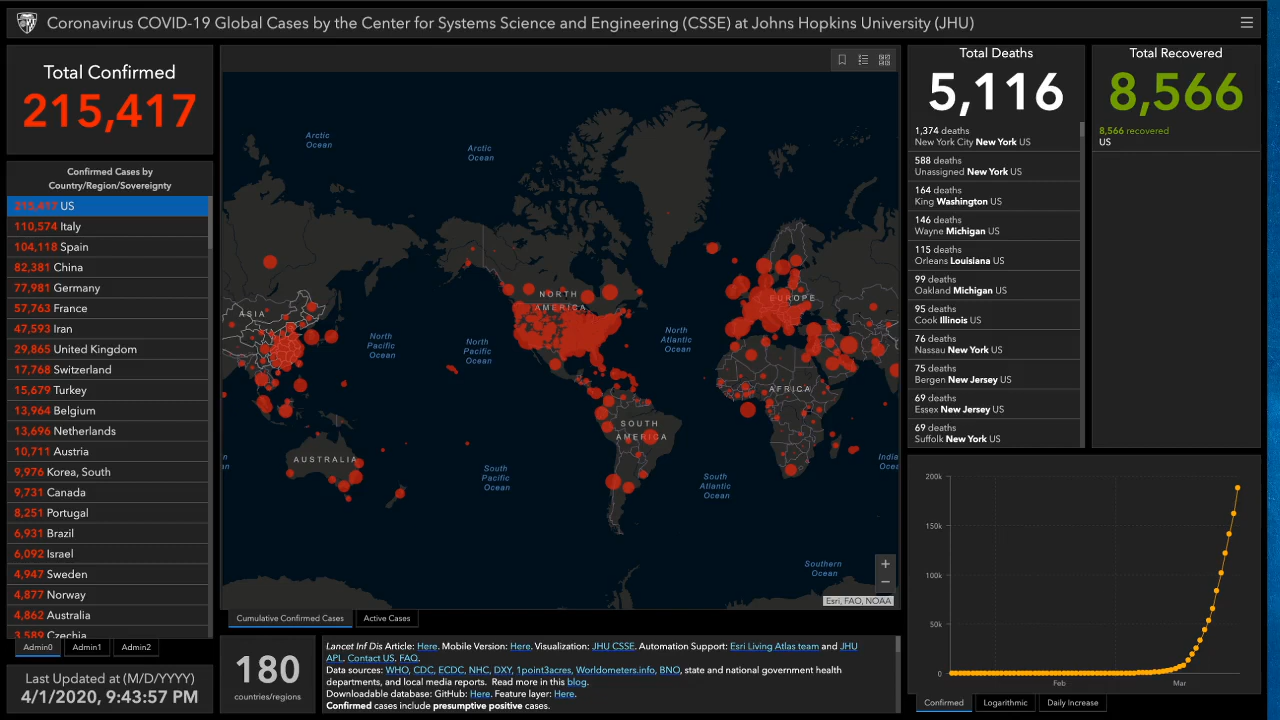 Coronavirus COVID-19 Global Cases by the Center for Systems Science and Engineering (CSSE) at Johns Hopkins University (JHU)
Total Confirmed
215,417
Confirmed Cases by
Country/Region/Sovereignty
215,417 US
110,574 Italy
104,118 Spain
82,381 China
77,981 Germany
57,763 France
47,593 Iran
29,865 United Kingdom
17,768 Switzerland
15,679 Turkey
13,964 Belgium
13,696 Netherlands
10,711 Austria
9,976 Korea, South
9,731 Canada
8,251 Portugal
6,931 Brazil
6,092 Israel
4,947 Sweden
4,877 Norway
4,862 Australia
3,589 Czechia
Admin0
Admin1
Admin2
Last Updated at (M/D/YYYY)
4/1/2020, 9:43:57 PM
Arctic
Ocean
Arctic
Ocean
NORTH
AMERICA
EUROPE
ASIA
North
Pacific
Ocean
North
Pacific
Ocean
North
Atlantic
Ocean
AFRICA
SOUTH
AMERICA
AUSTRALIA
South
Pacific
Ocean
South
Atlantic
Ocean
India
Ocea
Southern
Ocean
+
−
Esri, FAO, NOAA
Cumulative Confirmed Cases
Active Cases
180
countries/regions
Lancet Inf Dis Article: Here. Mobile Version: Here. Visualization: JHU CSSE. Automation Support: Esri Living Atlas team and JHU
APL. Contact US. FAQ.
Data sources: WHO, CDC, ECDC, NHC, DXY, 1point3acres, Worldometers.info, BNO, state and national government health
departments, and local media reports. Read more in this blog.
Downloadable database: GitHub: Here. Feature layer: Here.
Confirmed cases include presumptive positive cases.
Total Deaths
5,116
1,374 deaths
New York City New York US
588 deaths
Unassigned New York US
164 deaths
King Washington US
146 deaths
Wayne Michigan US
115 deaths
Orleans Louisiana US
99 deaths
Oakland Michigan US
95 deaths
Cook Illinois US
76 deaths
Nassau New York US
75 deaths
Bergen New Jersey US
69 deaths
Essex New Jersey US
69 deaths
Suffolk New York US
Total Recovered
8,566
8,566 recovered
US
200k
150k
100k
50k
0
Feb
Mar
Confirmed
Logarithmic
Daily Increase